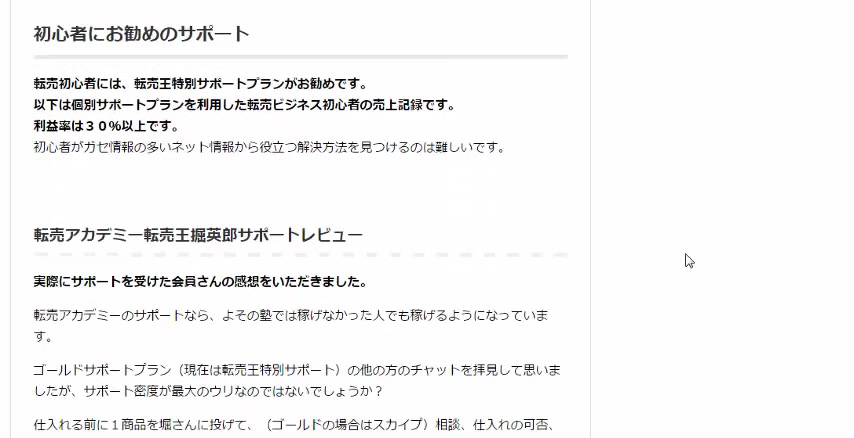 初心者にお勧めのサポート
転売初心者には、転売王特別サポートプランがお勧めです。
以下は個別サポートプランを利用した転売ビジネス初心者の売上記録です。
利益率は３０％以上です。
初心者がガセ情報の多いネット情報から役立つ解決方法を見つけるのは難しいです。
転売アカデミー転売王掘英郎サポートレビュー
実際にサポートを受けた会員さんの感想をいただきました。
転売アカデミーのサポートなら、よその塾では稼げなかった人でも稼げるようになっていま
す。
ゴールドサポートプラン（現在は転売王特別サポート）の他の方のチャットを拝見して思いま
したが、サポート密度が最大のウリなのではないでしょうか？
仕入れる前に１商品を堀さんに投げて、（ゴールドの場合はスカイプ）相談、仕入れの可否、